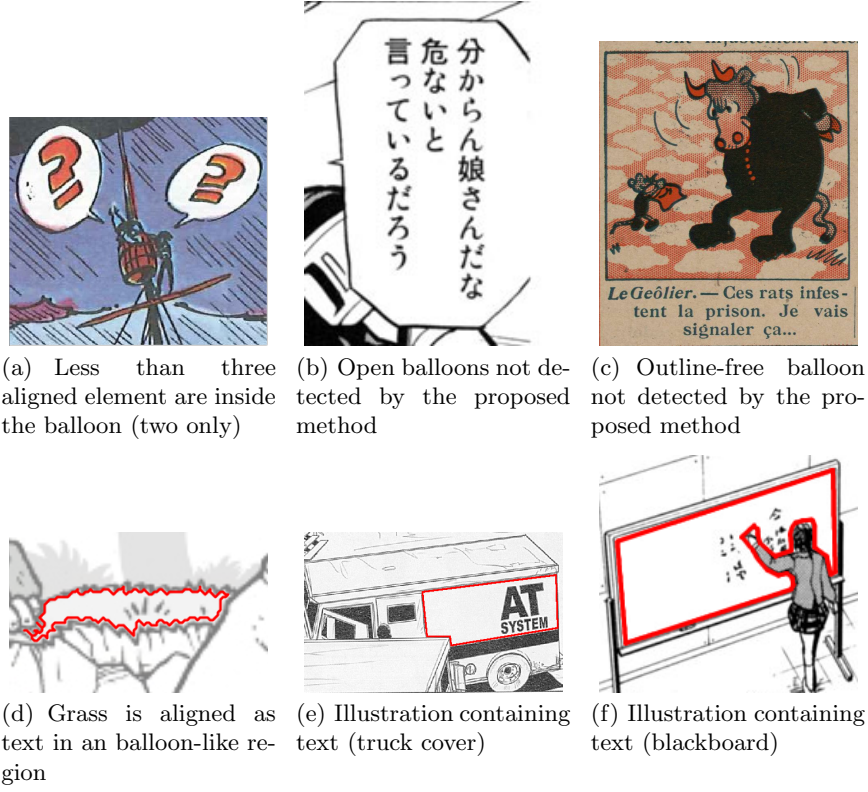 ?
?
分からん娘さんだな
危ないと
言っているだろう
Le Geôlier. — Ces rats infes-
tent la prison. Je vais
signaler ça...
(a) Less than three
aligned element are inside
the balloon (two only)
(b) Open balloons not de-
tected by the proposed
method
(c) Outline-free balloon
not detected by the pro-
posed method
AT
SYSTEM
(d) Grass is aligned as
text in an balloon-like re-
gion
(e) Illustration containing
text (truck cover)
(f) Illustration containing
text (blackboard)